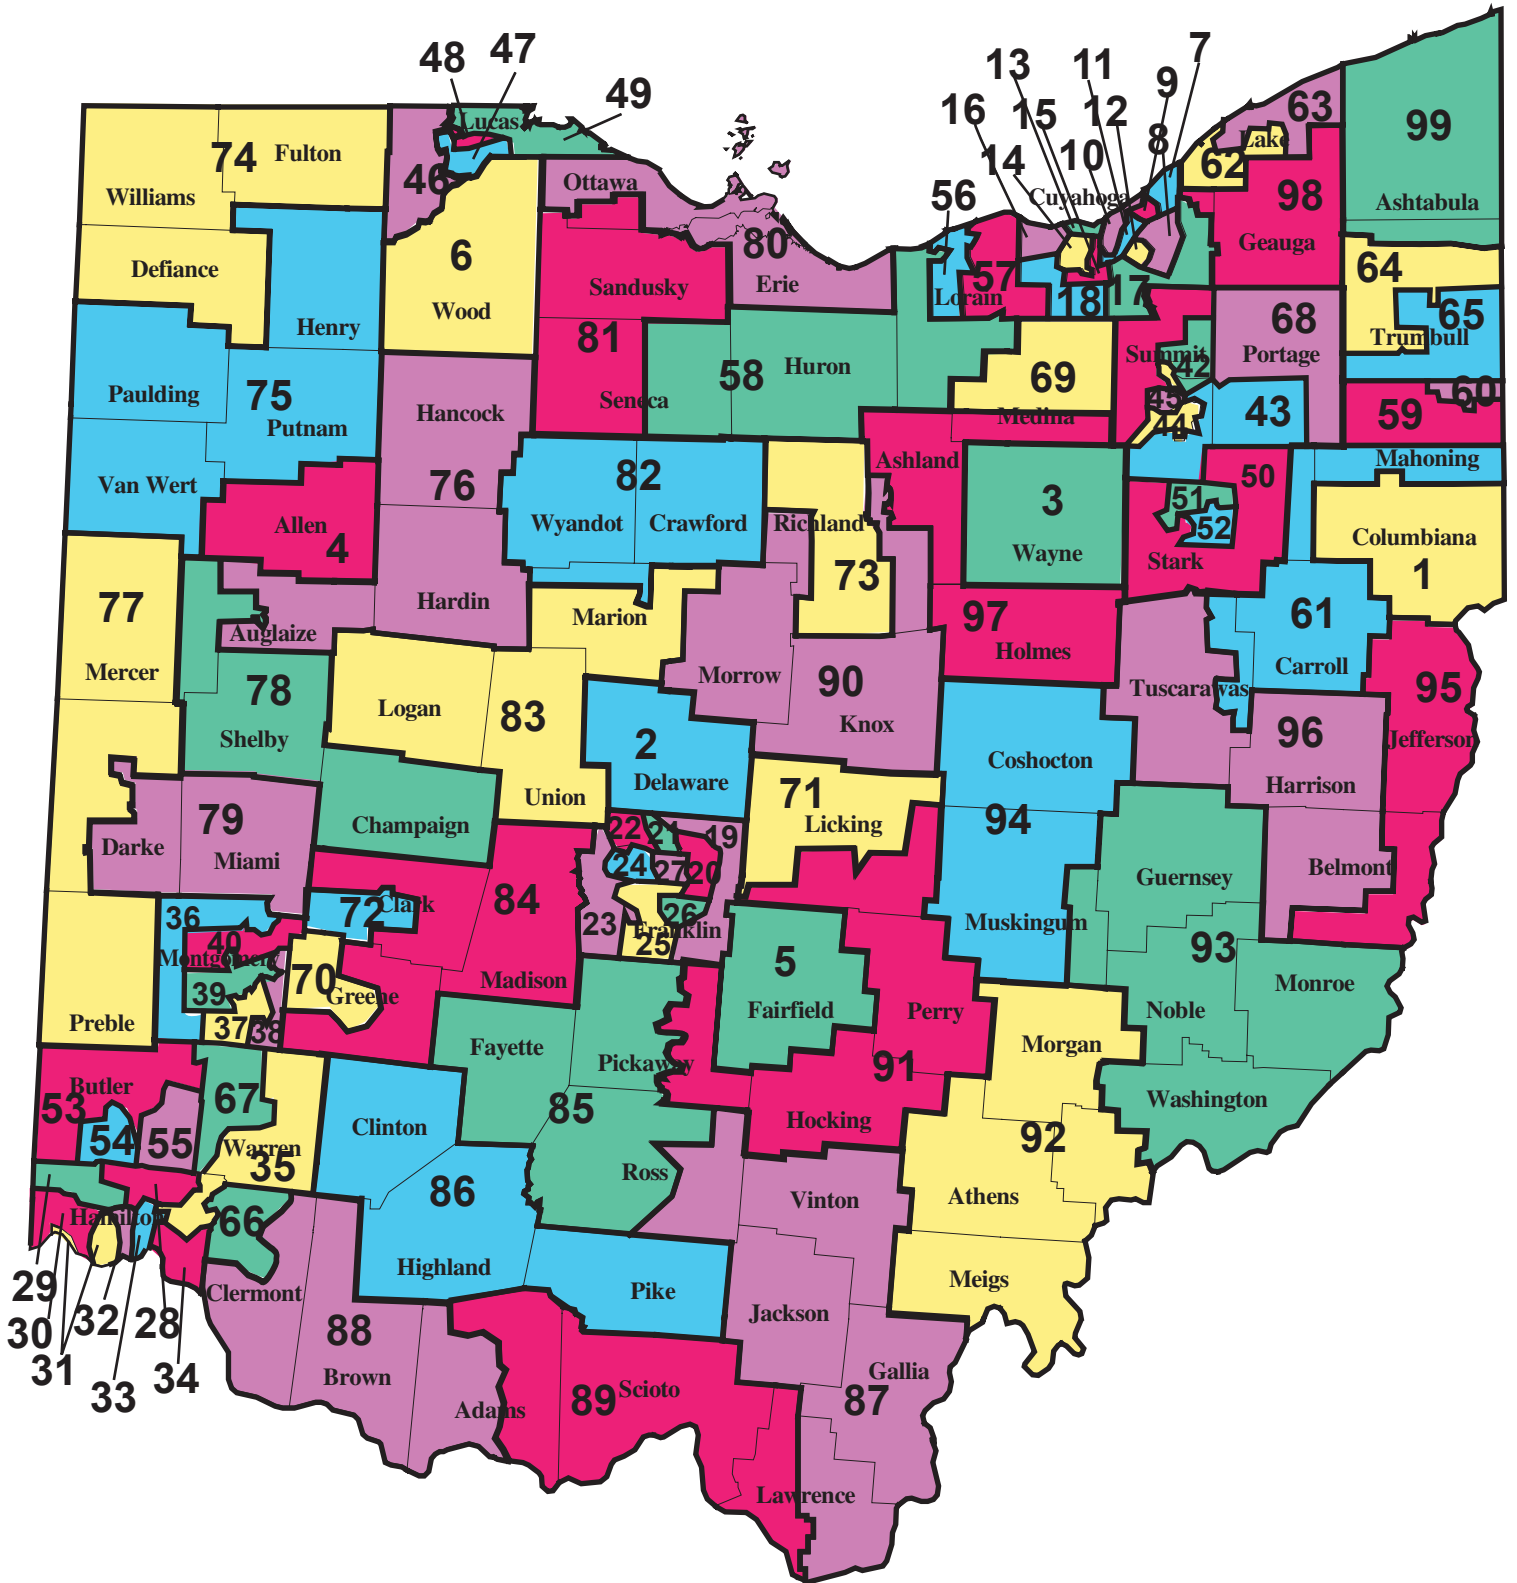 7
47
48
13
11
9
49
16
15
12
63
Lucas
10
8
Lake
99
74
Fulton
14
62
46
Ottawa
Cuyahoga
56
98
Williams
Ashtabula
80
Geauga
6
Defiance
Sandusky
Erie
57
64
Lorain
18
17
Wood
Henry
81
68
65
Trumbull
Summit
Portage
Huron
42
58
69
Paulding
75
Seneca
45
43
60
Hancock
Medina
59
Putnam
44
Ashland
Mahoning
82
50
Van Wert
76
3
51
Allen
Wyandot
Crawford
Richland
52
4
Wayne
Columbiana
Stark
73
1
77
Hardin
Marion
97
61
Auglaize
Holmes
Mercer
Morrow
90
Carroll
78
Tuscarawas
95
Logan
83
Knox
Shelby
2
96
Jefferson
Coshocton
Delaware
Harrison
71
Union
79
Champaign
22
21
19
Licking
94
Darke
Miami
24
27
20
Belmont
84
Guernsey
36
72
Clark
26
23
Franklin
Muskingum
40
25
Montgomery
93
5
70
Madison
39
Greene
Monroe
Preble
Fairfield
Perry
Noble
37
38
Fayette
Pickaway
Morgan
91
Butler
67
53
85
Washington
Clinton
Hocking
54
55
92
Warren
35
Ross
86
Vinton
Athens
Hamilton
66
Highland
Meigs
29
Clermont
Pike
Jackson
32
28
30
88
31
34
Brown
Gallia
33
89
Scioto
87
Adams
Lawrence